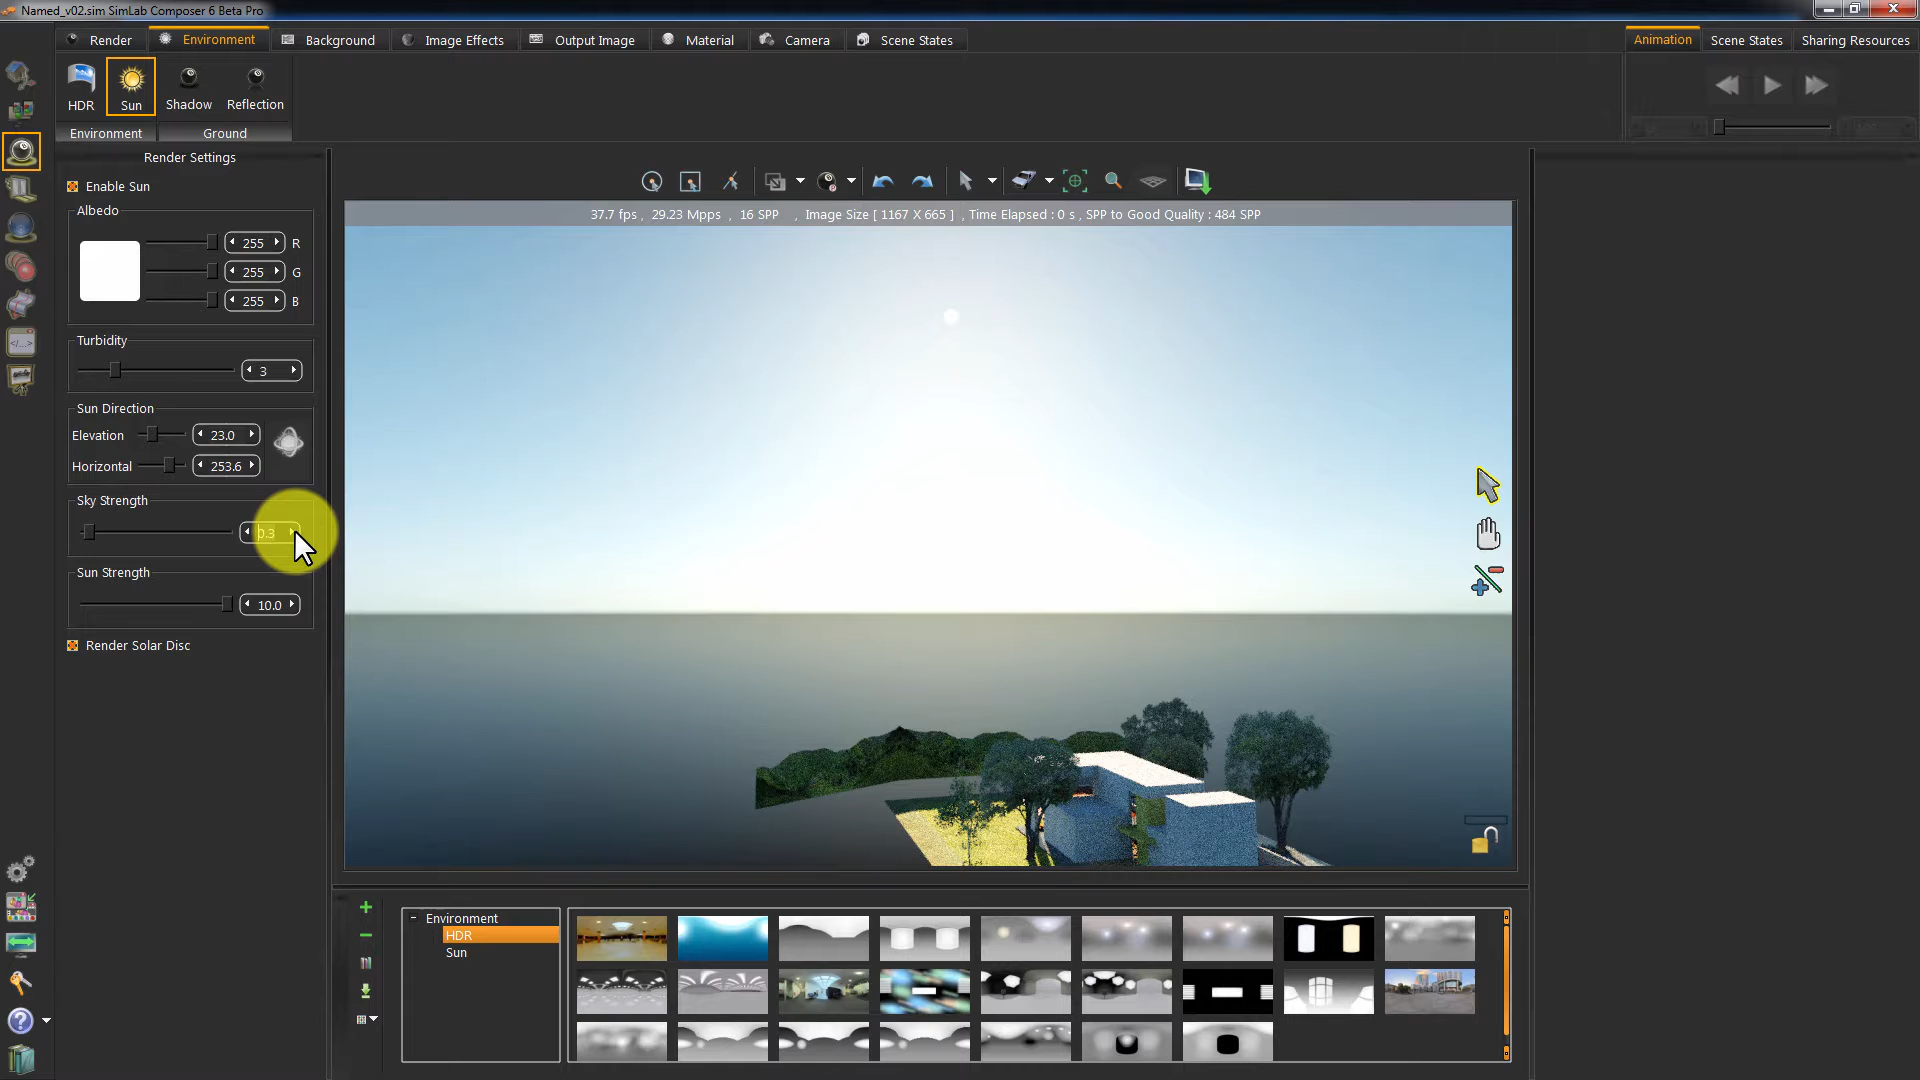 Named_v02.sim SimLab Composer 6 Beta Pro
Render
Environment
Background
Image Effects
Output Image
Material
Camera
Scene States
Animation
Scene States
Sharing Resources
HDR
Sun
Shadow
Reflection
Environment
Ground
Render Settings
Enable Sun
37.7 fps , 29.23 Mpps , 16 SPP , Image Size [ 1167 X 665 ] , Time Elapsed : 0 s , SPP to Good Quality : 484 SPP
Albedo
255 R
255 G
255 B
Turbidity
3
Sun Direction
Elevation 23.0
Horizontal 253.6
Sky Strength
0.3
Sun Strength
10.0
Render Solar Disc
Environment
HDR
Sun